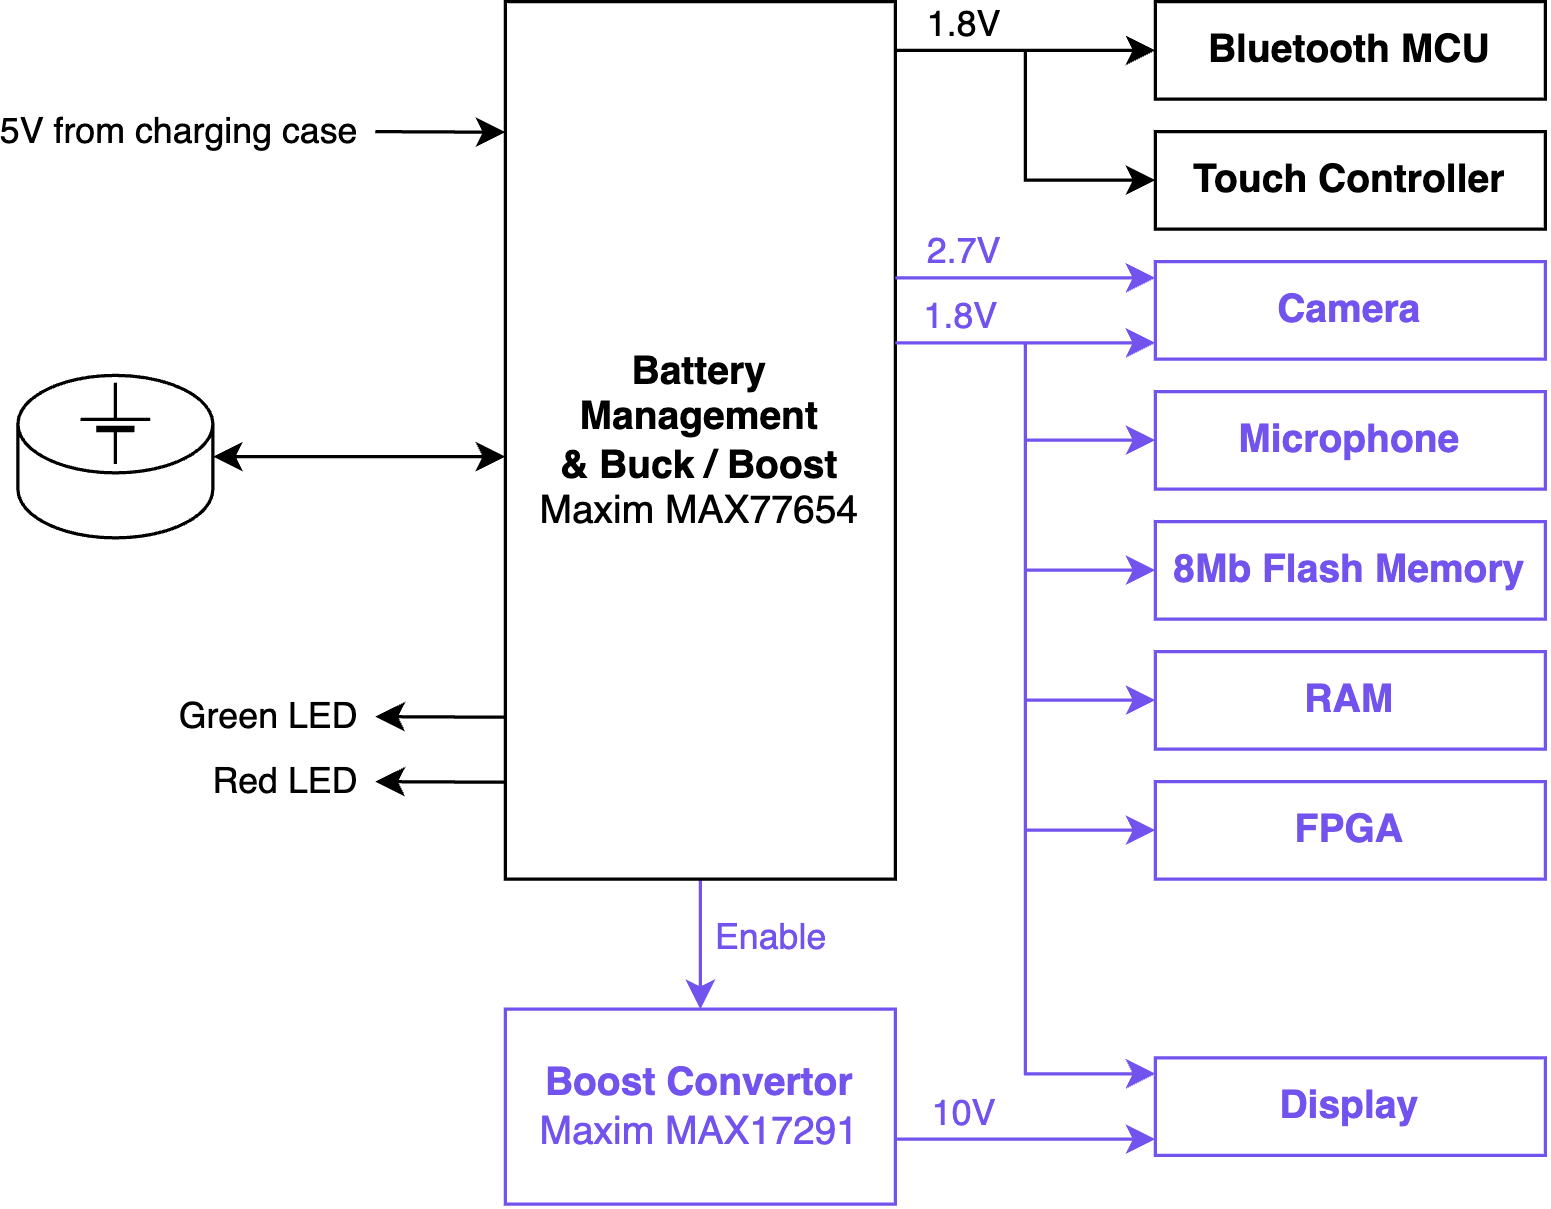 1.8V
Bluetooth MCU
5V from charging case
Touch Controller
2.7V
Camera
1.8V
Battery
Management
& Buck / Boost
Maxim MAX77654
Microphone
8Mb Flash Memory
RAM
Green LED
Red LED
FPGA
Enable
Boost Convertor
Maxim MAX17291
10V
Display